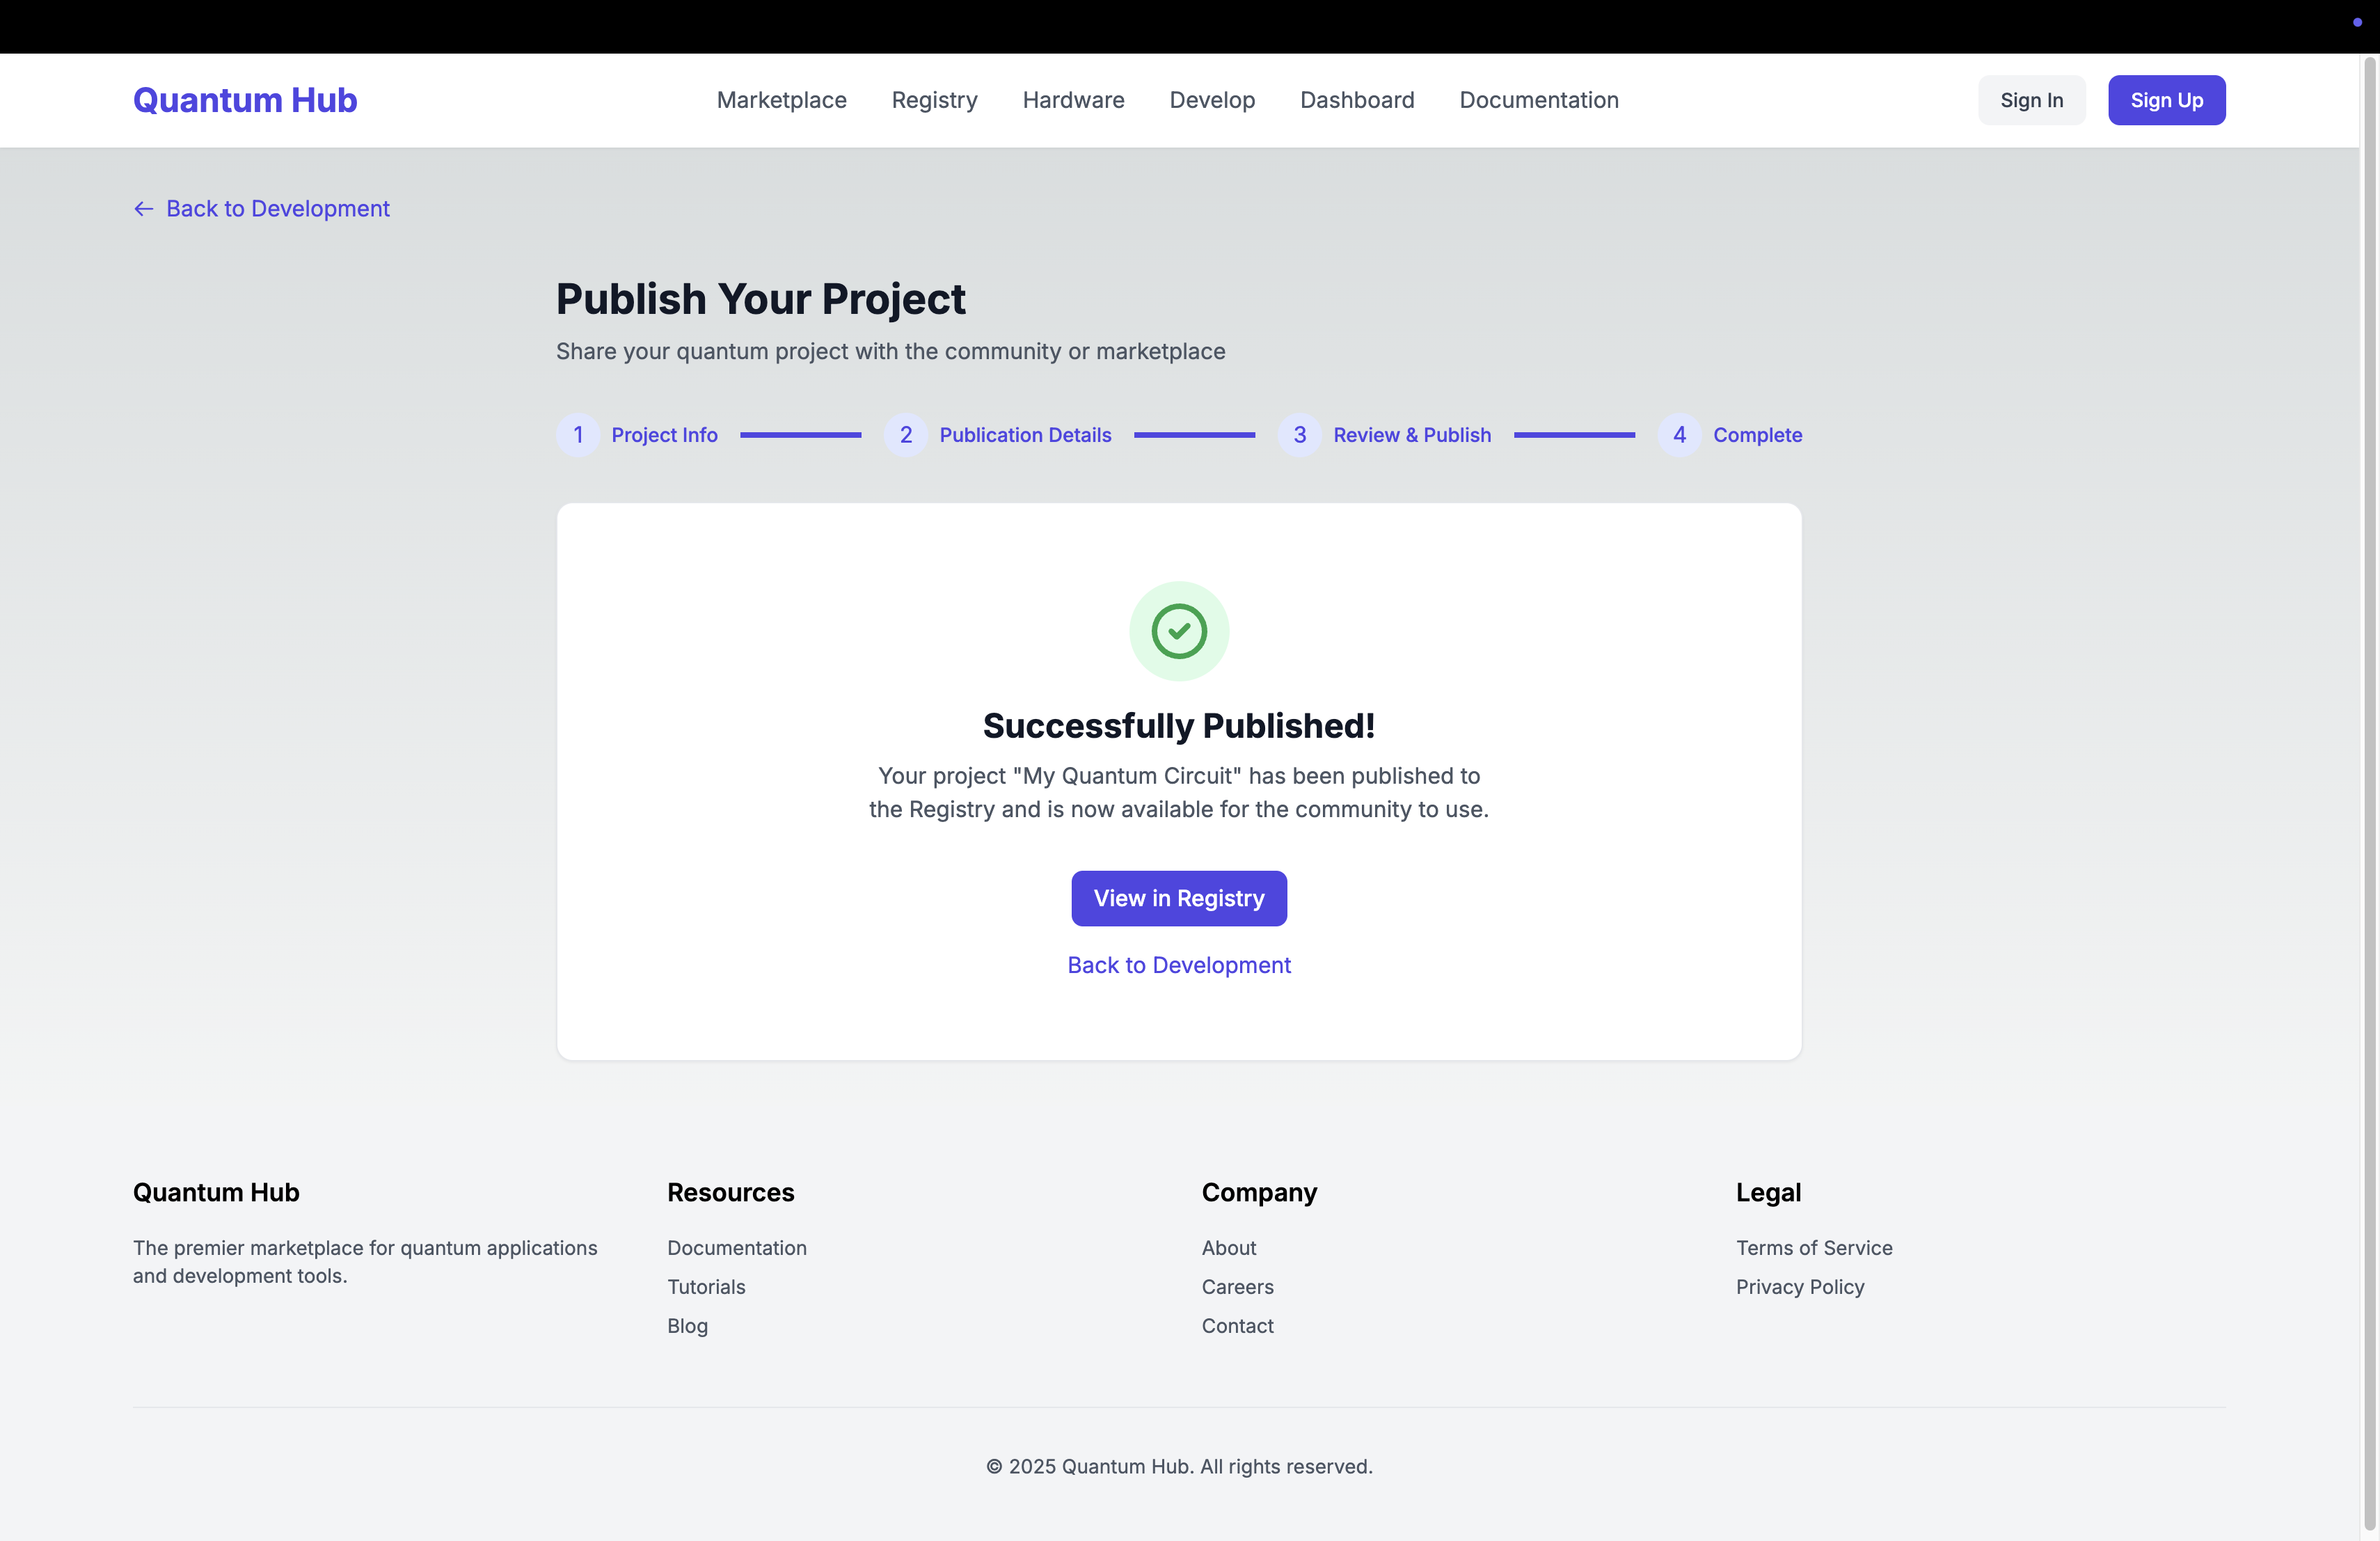 Quantum Hub
Marketplace
Registry
Hardware
Develop
Dashboard
Documentation
Sign In
Sign Up
← Back to Development
Publish Your Project
Share your quantum project with the community or marketplace
1 Project Info
2 Publication Details
3 Review & Publish
4 Complete
Successfully Published!
Your project "My Quantum Circuit" has been published to
the Registry and is now available for the community to use.
View in Registry
Back to Development
Quantum Hub
The premier marketplace for quantum applications
and development tools.
Resources
Documentation
Tutorials
Blog
Company
About
Careers
Contact
Legal
Terms of Service
Privacy Policy
© 2025 Quantum Hub. All rights reserved.